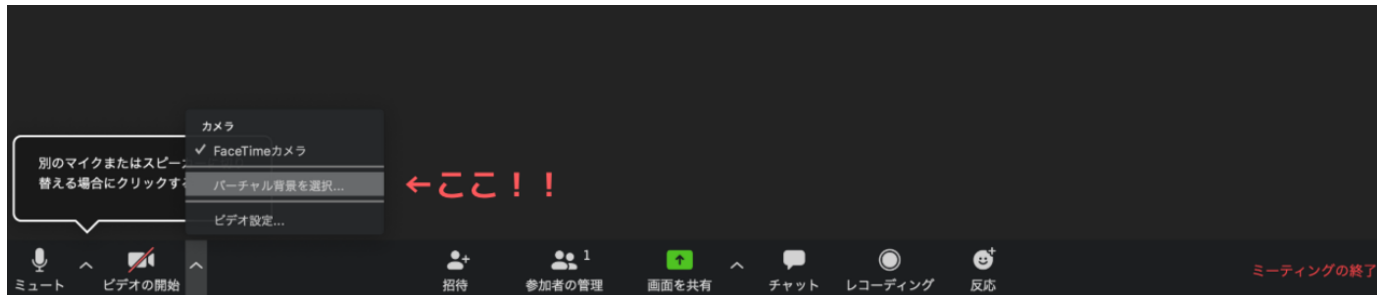 カメラ
✓ FaceTimeカメラ
別のマイクまたはスピー
替える場合にクリックす
バーチャル背景を選択...
←ここ！！
ビデオ設定...
1
ミュート
ビデオの開始
招待
参加者の管理
画面を共有
チャット
レコーディング
反応
ミーティングの終了